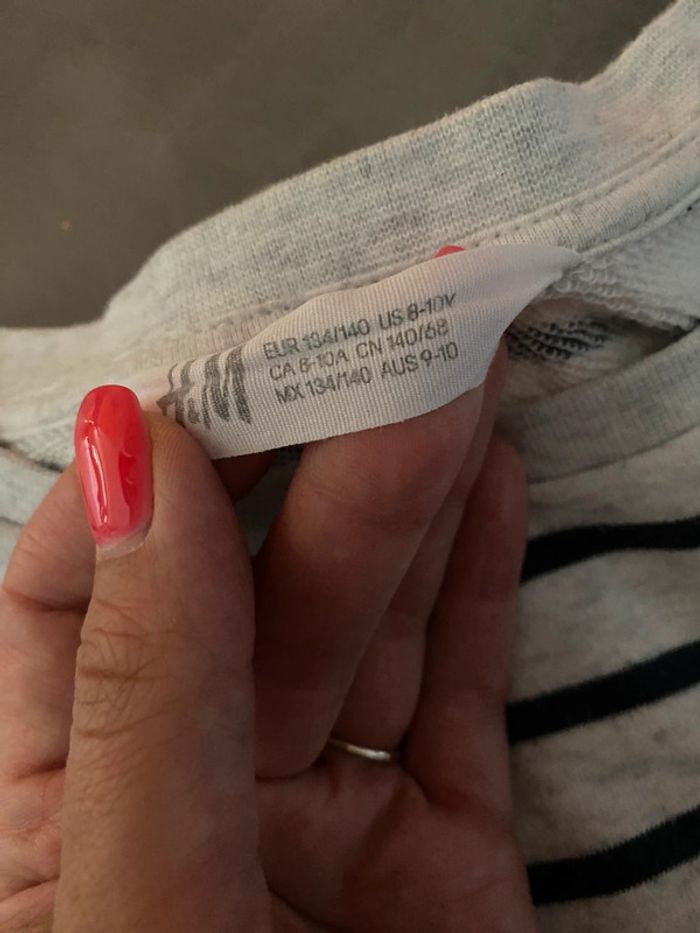 H&M
EUR 134/140 US 8-10Y
CA 8-10A CN 140/68
MX 134/140 AUS 9-10